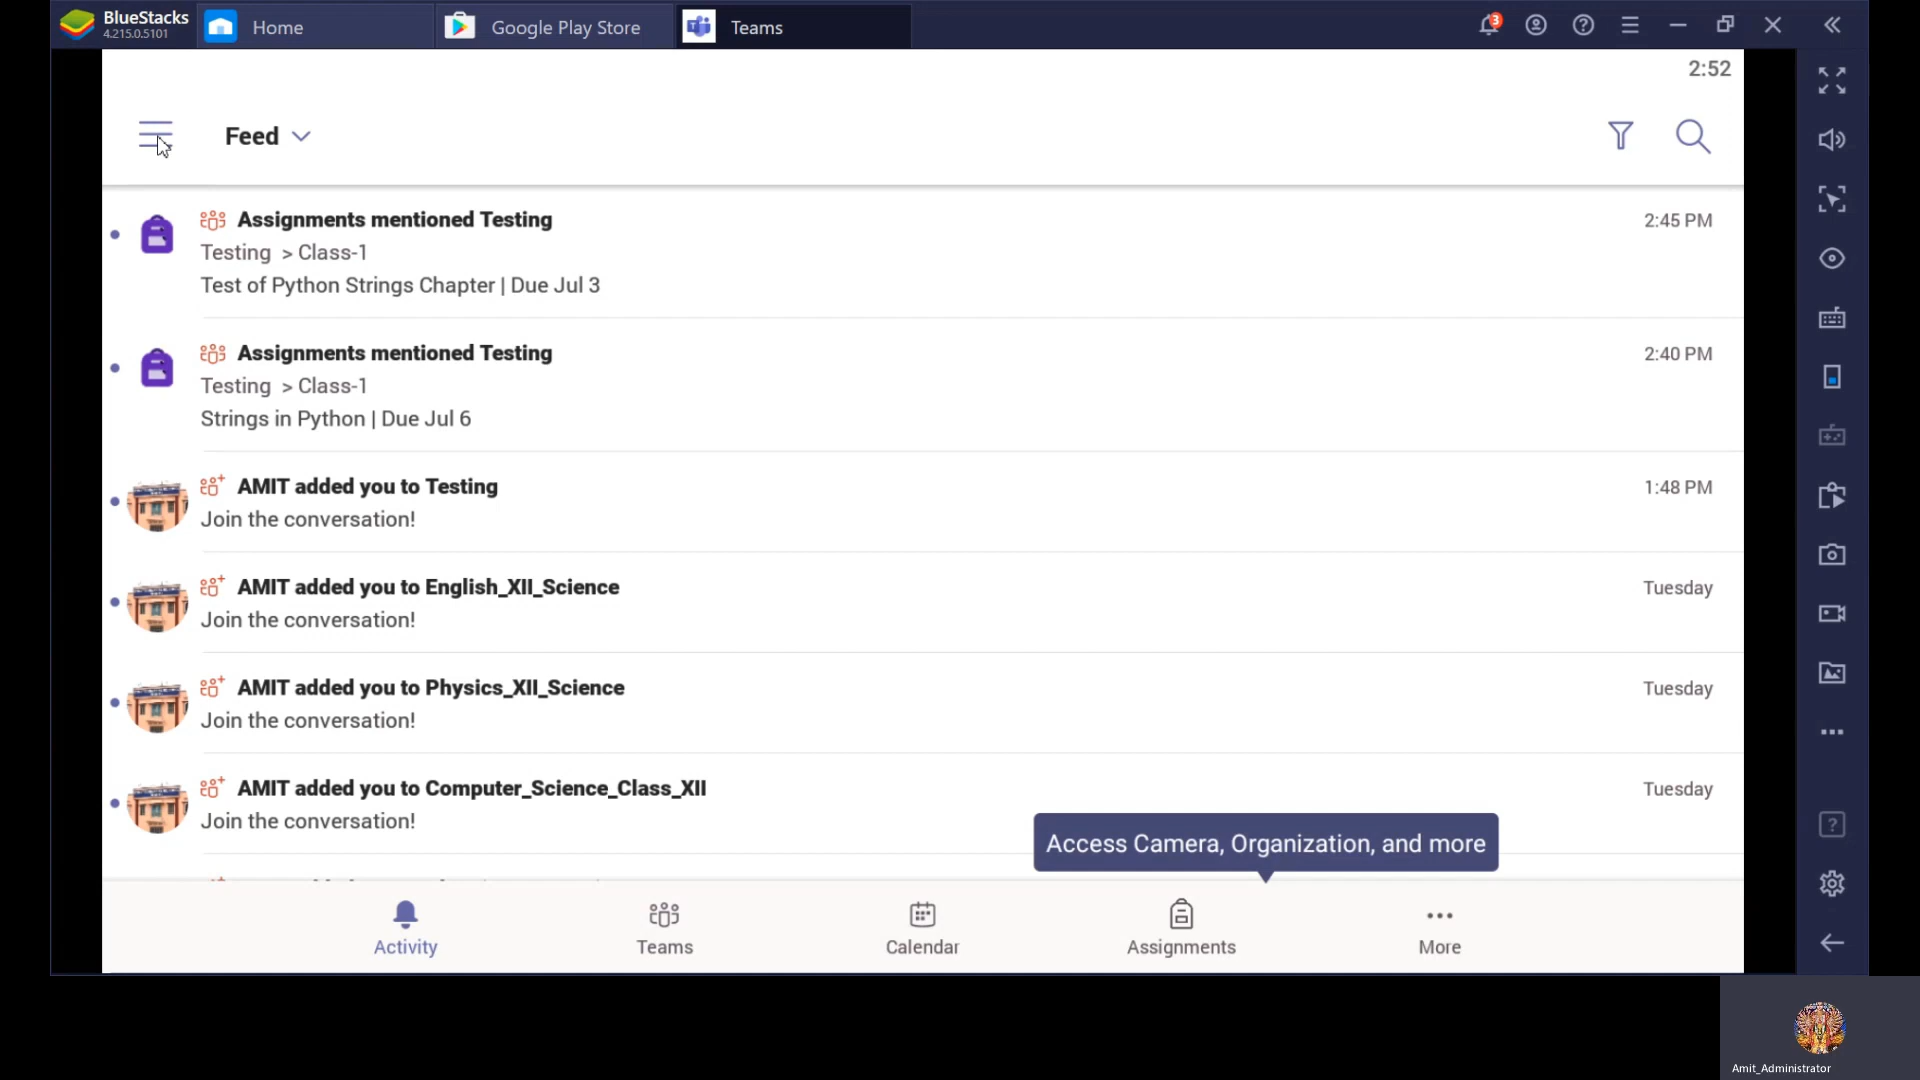 BlueStacks
4.215.0.5101
Home
Google Play Store
Teams
3
2:52
Feed
Assignments mentioned Testing
2:45 PM
Testing > Class-1
Test of Python Strings Chapter | Due Jul 3
Assignments mentioned Testing
2:40 PM
Testing > Class-1
Strings in Python | Due Jul 6
AMIT added you to Testing
1:48 PM
Join the conversation!
AMIT added you to English_XII_Science
Tuesday
Join the conversation!
AMIT added you to Physics_XII_Science
Tuesday
Join the conversation!
AMIT added you to Computer_Science_Class_XII
Tuesday
Join the conversation!
Access Camera, Organization, and more
Activity
Teams
Calendar
Assignments
More
Amit_Administrator